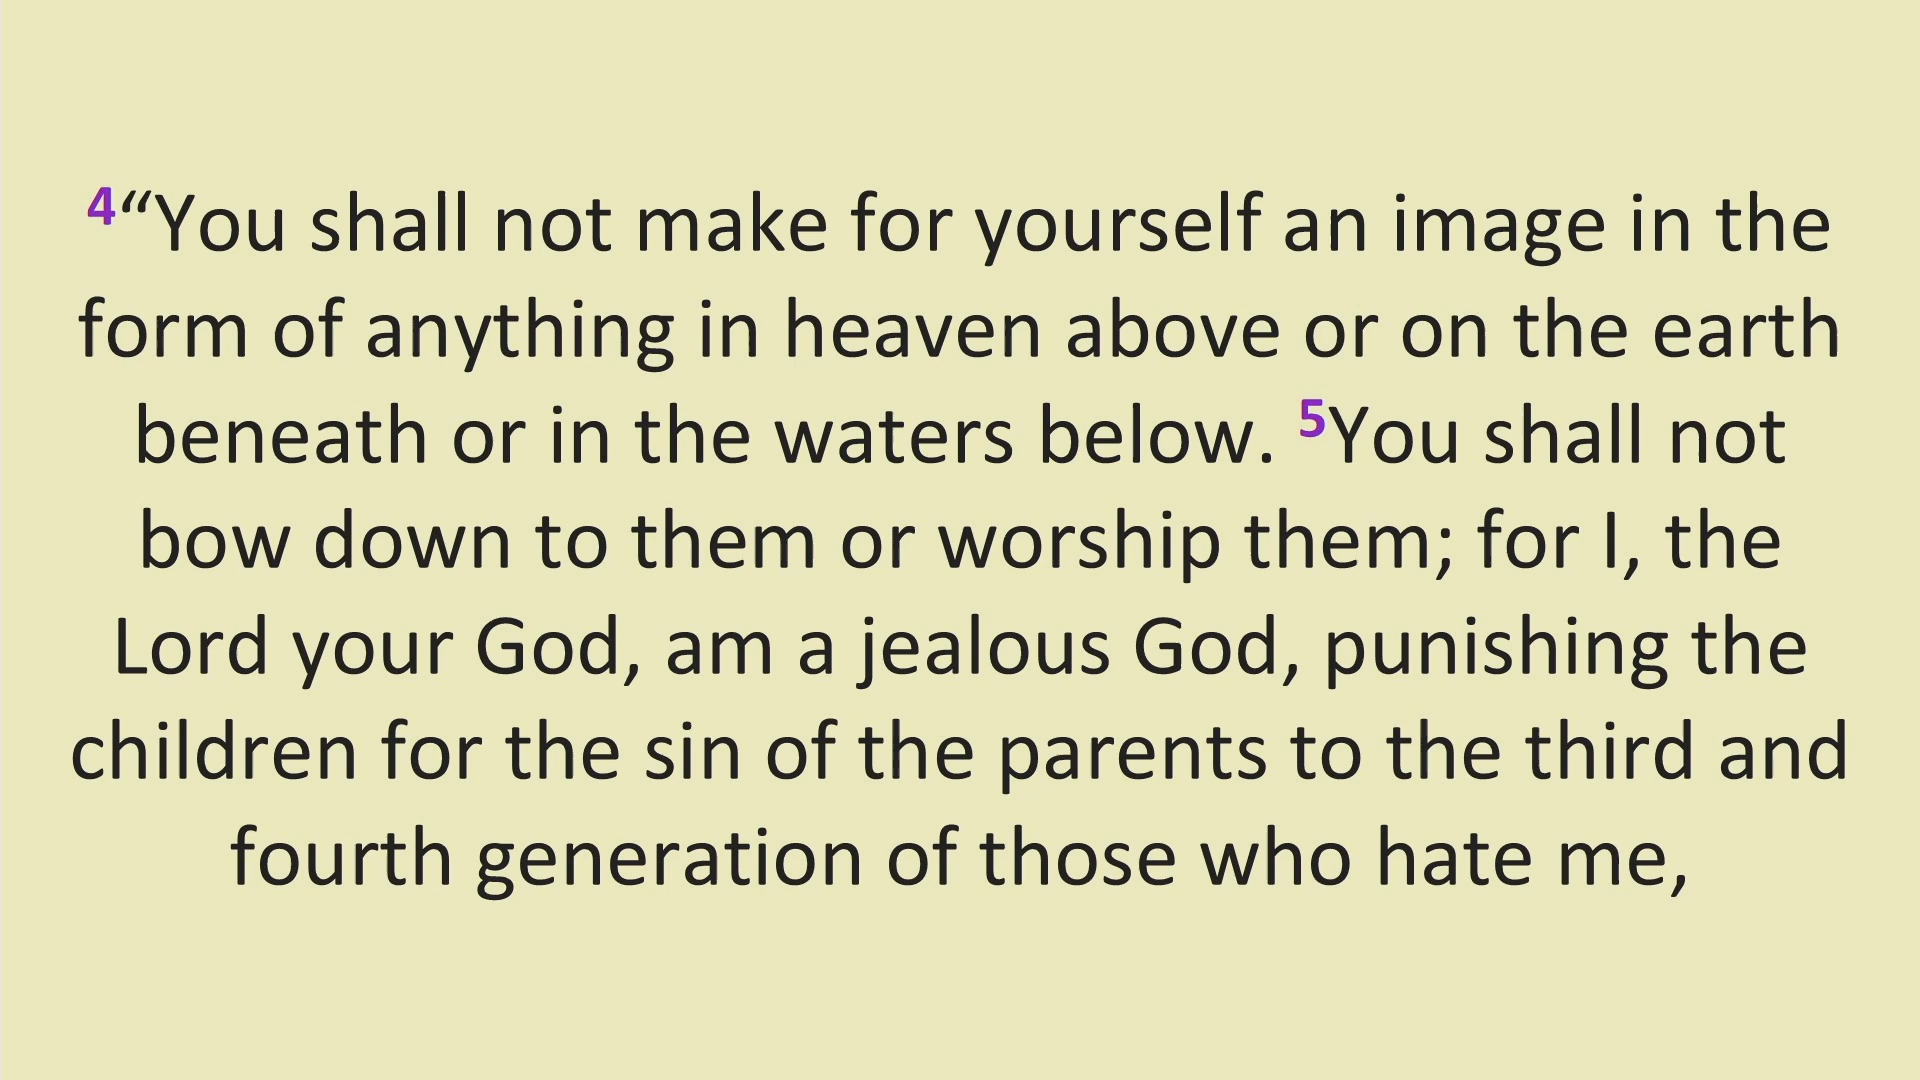 4“You shall not make for yourself an image in the
form of anything in heaven above or on the earth
beneath or in the waters below. 5You shall not
bow down to them or worship them; for I, the
Lord your God, am a jealous God, punishing the
children for the sin of the parents to the third and
fourth generation of those who hate me,